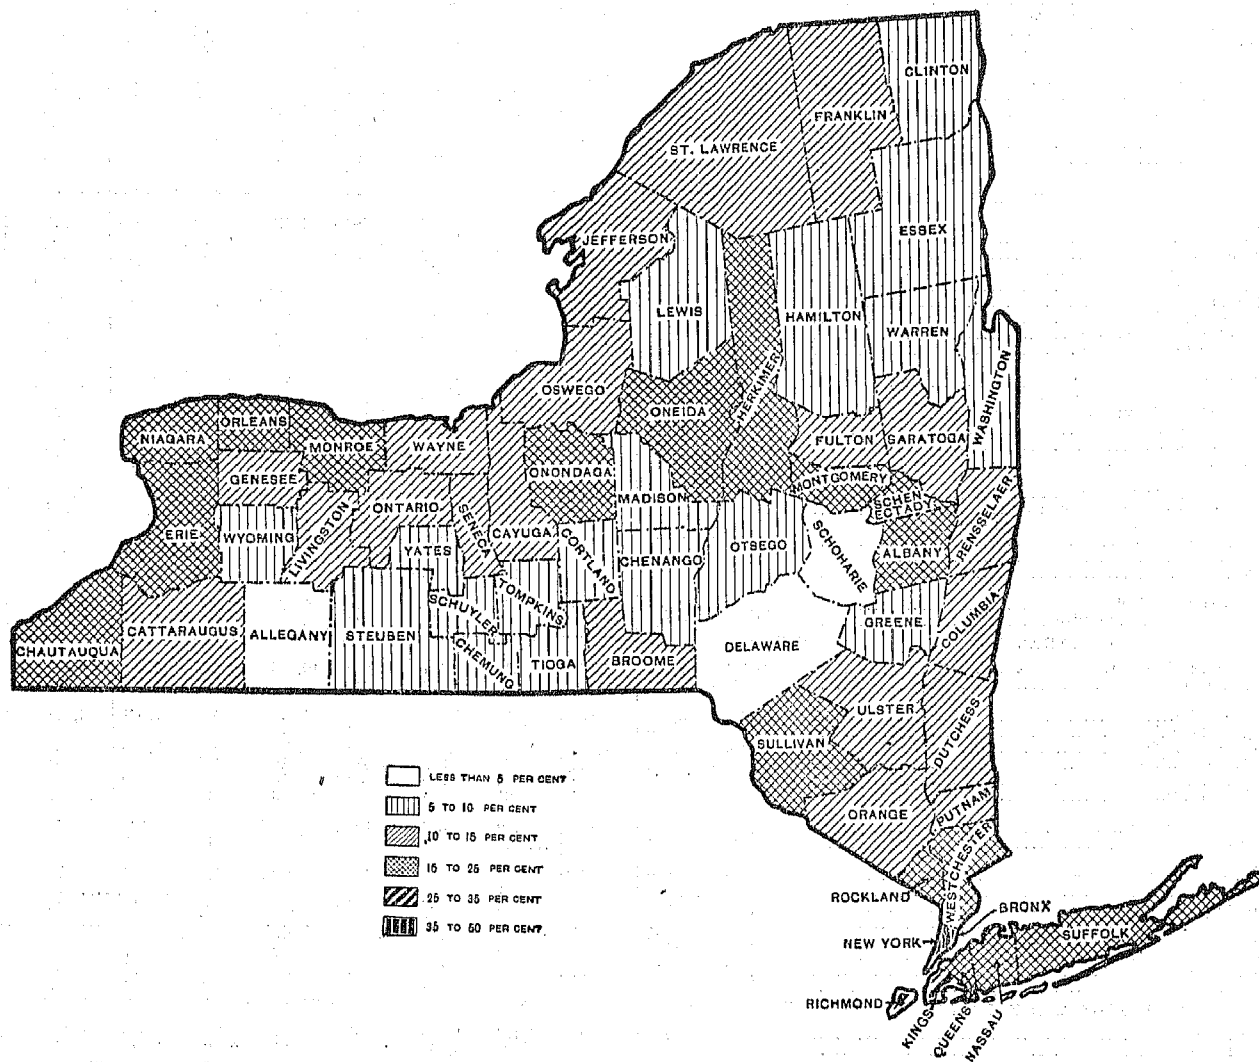 CLINTON
FRANKLIN
ST. LAWRENCE
JEFFERSON
ESSEX
LEWIS
HAMILTON
WARREN
WASHINGTON
HERKIMER
OSWEGO
ONEIDA
NIAGARA
ORLEANS
MONROE
WAYNE
FULTON
SARATOGA
GENESEE
ONONDAGA
MONTGOMERY
SCHEN
ECTADY
MADISON
ONTARIO
SENECA
CAYUGA
RENSSELAER
ERIE
WYOMING
LIVINGSTON
YATES
CORTLAND
CHENANGO
OTSEGO
SCHOHARIE
ALBANY
TOMPKINS
SCHUYLER
GREENE
COLUMBIA
CHAUTAUQUA
CATTARAUGUS
ALLEGANY
STEUBEN
CHEMUNG
TIOGA
BROOME
DELAWARE
ULSTER
DUTCHESS
SULLIVAN
ORANGE
PUTNAM
WESTCHESTER
ROCKLAND
BRONX
NEW YORK
SUFFOLK
RICHMOND
KINGS
QUEENS
NASSAU
LESS THAN 5 PER CENT
5 TO 10 PER CENT
10 TO 15 PER CENT
15 TO 25 PER CENT
25 TO 35 PER CENT
35 TO 50 PER CENT